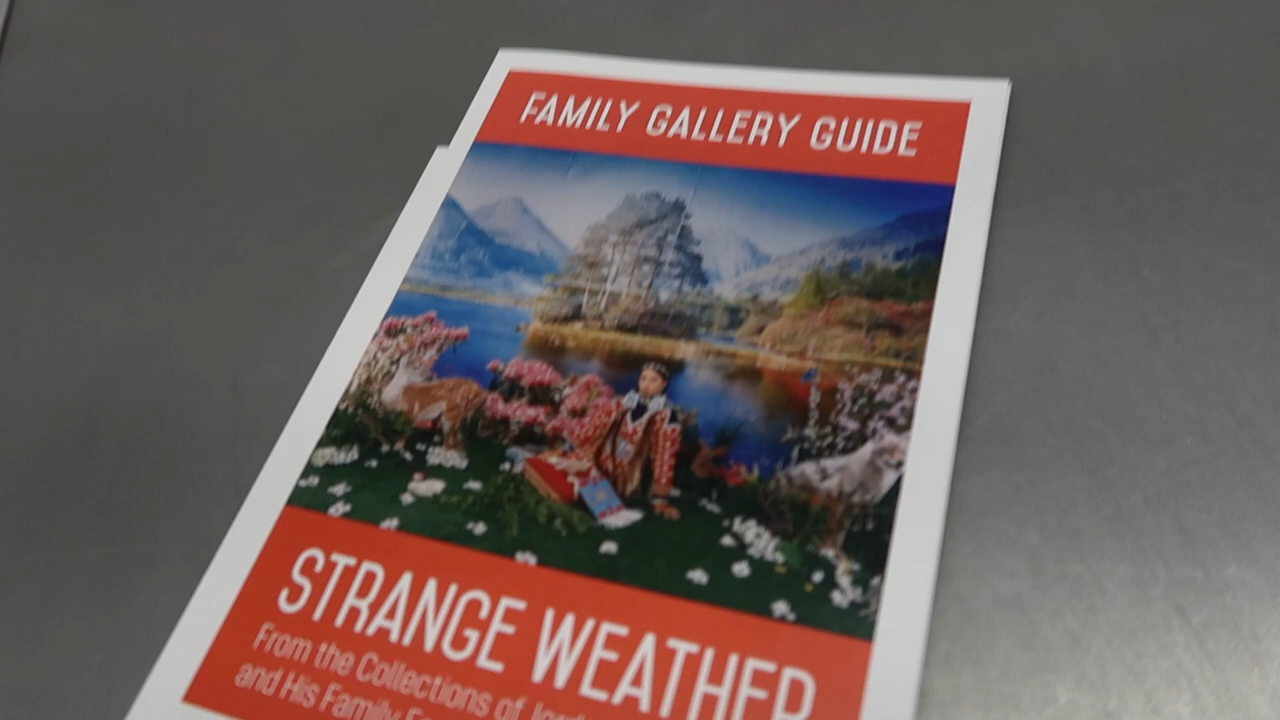 FAMILY GALLERY GUIDE
STRANGE WEATHER
From the Collections of
and His Family